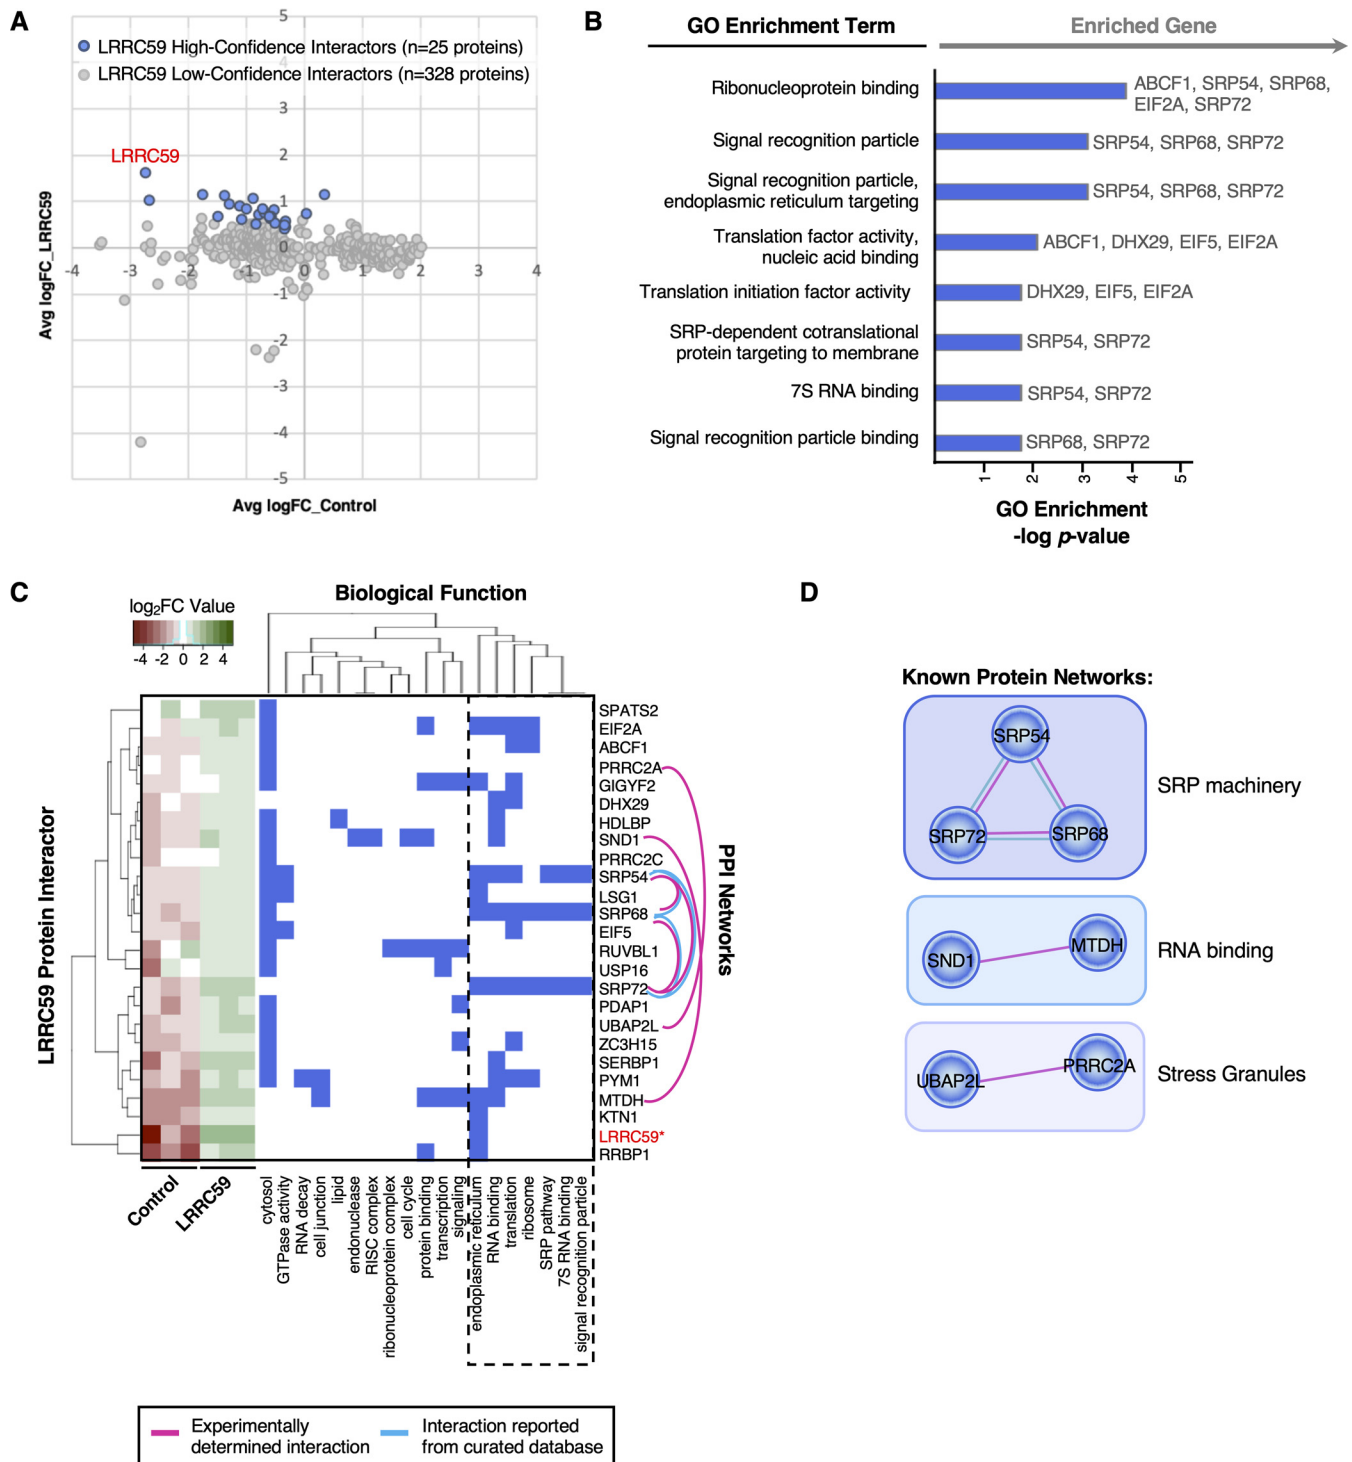 A
LRRC59 High-Confidence Interactors (n=25 proteins)
LRRC59 Low-Confidence Interactors (n=328 proteins)
LRRC59
5
4
3
2
1
0
-1
-2
-3
-4
-5
-4
-3
-2
-1
0
1
2
3
4
Avg logFC_LRRC59
Avg logFC_Control
B
GO Enrichment Term
Enriched Gene
Ribonucleoprotein binding
ABCF1, SRP54, SRP68,
EIF2A, SRP72
Signal recognition particle
SRP54, SRP68, SRP72
Signal recognition particle,
endoplasmic reticulum targeting
SRP54, SRP68, SRP72
Translation factor activity,
nucleic acid binding
ABCF1, DHX29, EIF5, EIF2A
Translation initiation factor activity
DHX29, EIF5, EIF2A
SRP-dependent cotranslational
protein targeting to membrane
SRP54, SRP72
7S RNA binding
SRP54, SRP72
Signal recognition particle binding
SRP68, SRP72
1
2
3
4
5
GO Enrichment
-log p-value
C
Biological Function
log2FC Value
-4 -2 0 2 4
LRRC59 Protein Interactor
SPATS2
EIF2A
ABCF1
PRRC2A
GIGYF2
DHX29
HDLBP
SND1
PRRC2C
SRP54
LSG1
SRP68
EIF5
RUVBL1
USP16
SRP72
PDAP1
UBAP2L
ZC3H15
SERBP1
PYM1
MTDH
KTN1
LRRC59*
RRBP1
PPI Networks
Control
LRRC59
cytosol
GTPase activity
RNA decay
cell junction
lipid
endonuclease
RISC complex
ribonucleoprotein complex
cell cycle
protein binding
transcription
signaling
endoplasmic reticulum
RNA binding
translation
ribosome
SRP pathway
7S RNA binding
signal recognition particle
Experimentally
determined interaction
Interaction reported
from curated database
D
Known Protein Networks:
SRP54
SRP72
SRP68
SRP machinery
SND1
MTDH
RNA binding
UBAP2L
PRRC2A
Stress Granules